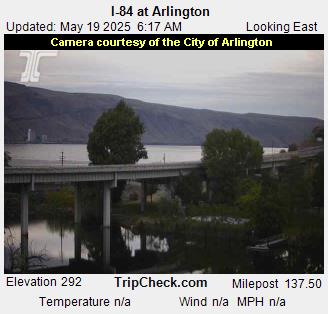 I-84 at Arlington
Updated: May 19 2025 6:17 AM Looking East
Camera courtesy of the City of Arlington
Elevation 292 TripCheck.com Milepost 137.50
Temperature n/a Wind n/a MPH n/a